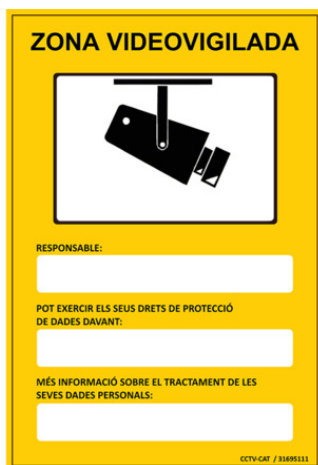 ZONA VIDEOVIGILADA
RESPONSABLE:
POT EXERCIR ELS SEUS DRETS DE PROTECCIÓ
DE DADES DAVANT:
MÉS INFORMACIÓ SOBRE EL TRACTAMENT DE LES
SEVES DADES PERSONALS:
CCTV-CAT / 31695111